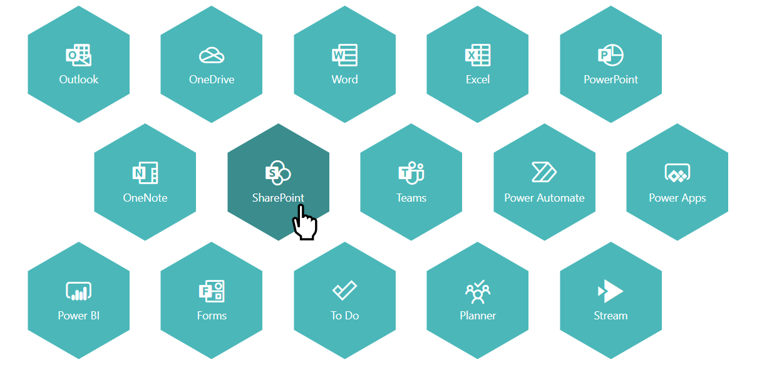 Outlook
OneDrive
Word
Excel
PowerPoint
OneNote
SharePoint
Teams
Power Automate
Power Apps
Power BI
Forms
To Do
Planner
Stream